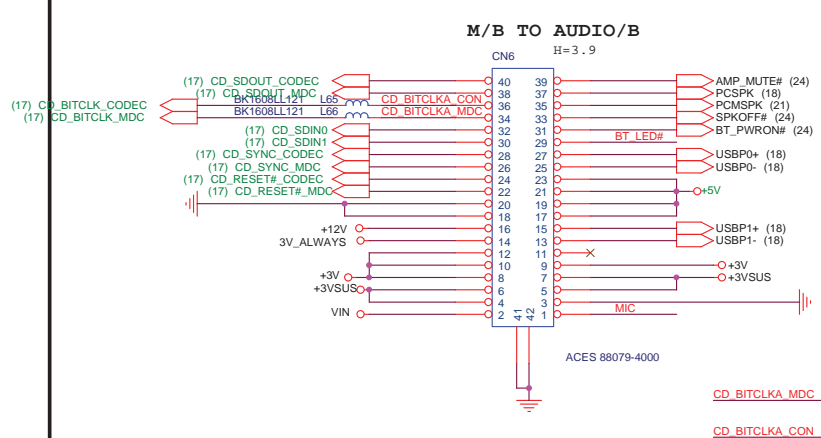 M/B TO AUDIO/B
CN6
H=3.9
(17) CD_SDOUT_CODEC 40 39 AMP_MUTE# (24)
(17) CD_SDOUT_MDC 38 37 PCSPK (18)
(17) CD_BITCLK_CODEC BK1608LL121 L65 CD_BITCLKA_CON 36 35 PCMSPK (21)
(17) CD_BITCLK_MDC BK1608LL121 L66 CD_BITCLKA_MDC 34 33 SPKOFF# (24)
(17) CD_SDIN0 32 31 BT_PWRON# (24)
(17) CD_SDIN1 30 29 BT_LED#
(17) CD_SYNC_CODEC 28 27 USBP0+ (18)
(17) CD_SYNC_MDC 26 25 USBP0- (18)
(17) CD_RESET#_CODEC 24 23
(17) CD_RESET#_MDC 22 21 +5V
20 19
18 17
+12V 16 15 USBP1+ (18)
3V_ALWAYS 14 13 USBP1- (18)
12 11
10 9 +3V
+3V 8 7 +3VSUS
+3VSUS 6 5
4 3
VIN 2 1 MIC
41 42
ACES 88079-4000
CD_BITCLKA_MDC
CD_BITCLKA_CON